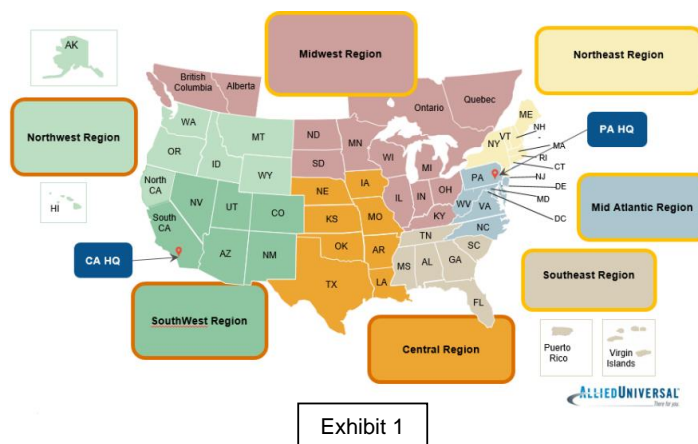 AK
Midwest Region
Northeast Region
British
Columbia
Alberta
Ontario
Quebec
Northwest Region
WA
OR
ID
MT
WY
ND
SD
MN
WI
MI
IL
IN
OH
KY
ME
VT
NH
NY
MA
RI
CT
NJ
DE
MD
DC
PA HQ
PA
WV
VA
NC
Mid Atlantic Region
HI
North
CA
South
CA
NV
UT
CO
AZ
NM
CA HQ
NE
IA
KS
MO
OK
AR
TX
LA
TN
SC
MS
AL
GA
FL
Southeast Region
SouthWest Region
Central Region
Puerto
Rico
Virgin
Islands
ALLIEDUNIVERSAL
There for you.
Exhibit 1